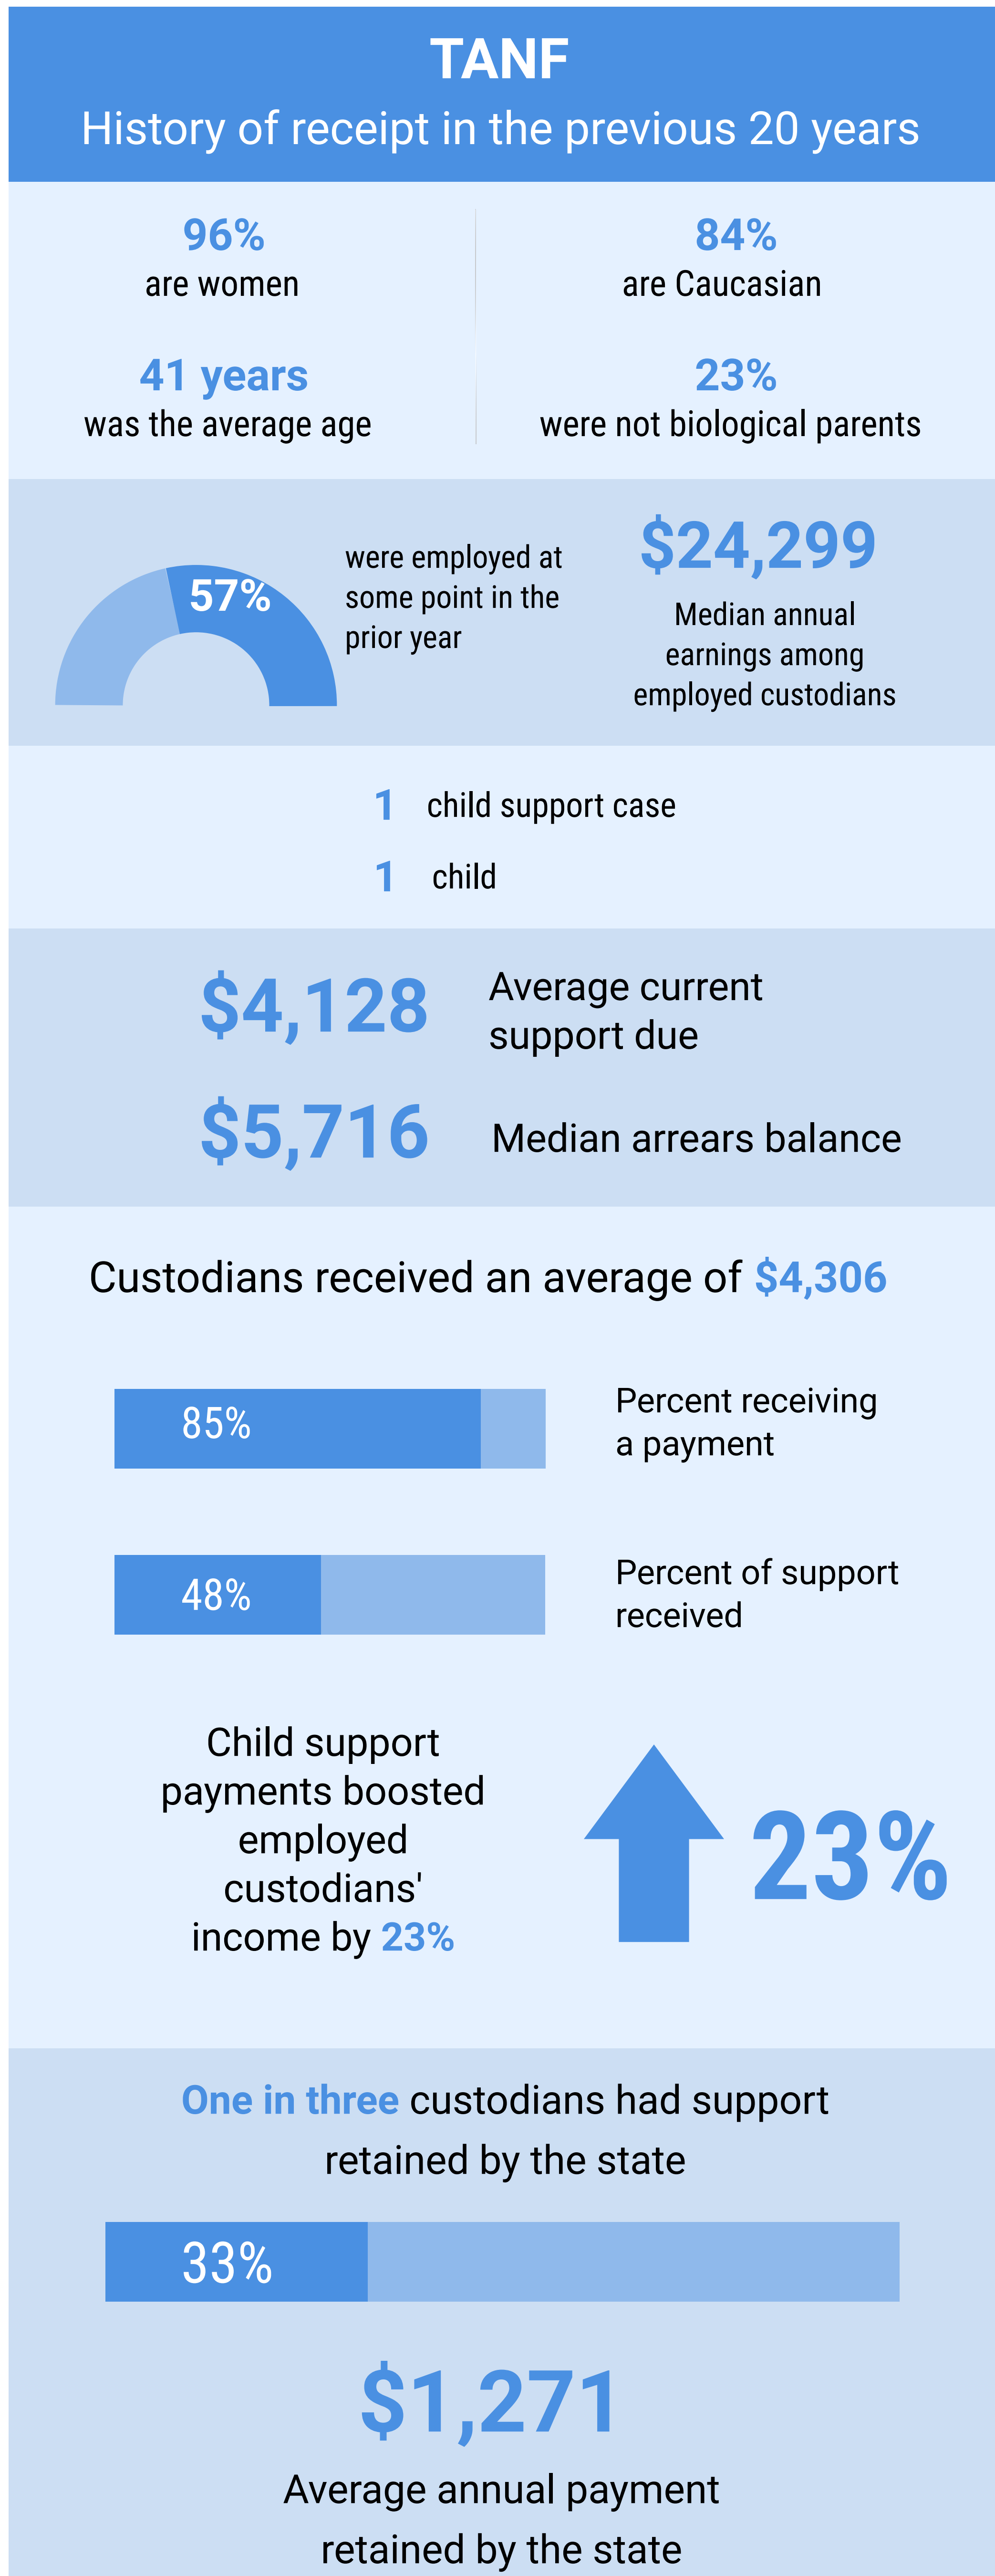 TANF
History of receipt in the previous 20 years
96%
are women
84%
are Caucasian
41 years
was the average age
23%
were not biological parents
57%
were employed at
some point in the
prior year
$24,299
Median annual
earnings among
employed custodians
1 child support case
1 child
$4,128
Average current
support due
$5,716 Median arrears balance
Custodians received an average of $4,306
85%
Percent receiving
a payment
48%
Percent of support
received
Child support
payments boosted
employed
custodians'
income by 23%
23%
One in three custodians had support
retained by the state
33%
$1,271
Average annual payment
retained by the state